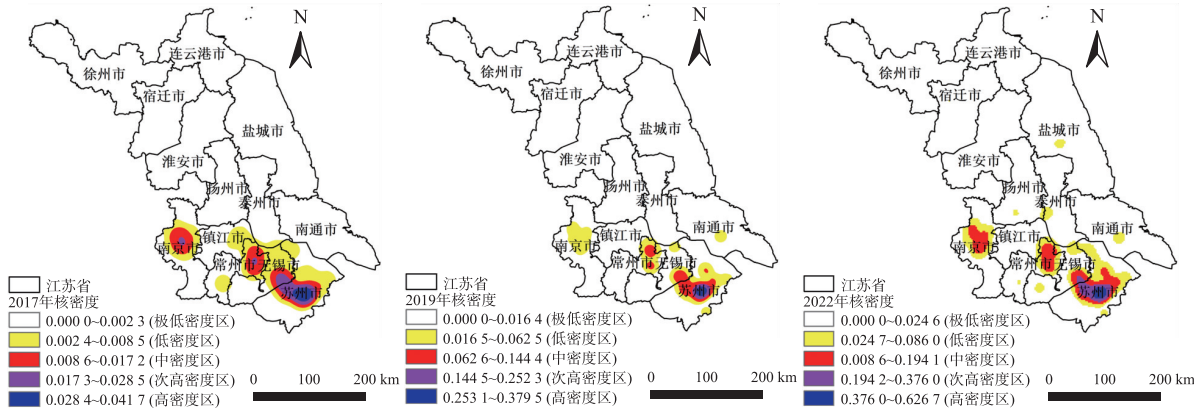 N
连云港市
徐州市
宿迁市
盐城市
淮安市
扬州市
泰州市
南通市
镇江市
南京市
常州市
无锡市
苏州市
江苏省
2017年核密度
0.000 0~0.002 3 (极低密度区)
0.002 4~0.008 5 (低密度区)
0.008 6~0.017 2 (中密度区)
0.017 3~0.028 5 (次高密度区)
0.028 4~0.041 7 (高密度区)
0 100 200 km
N
连云港市
徐州市
宿迁市
盐城市
淮安市
扬州市
泰州市
南通市
镇江市
南京市
常州市
无锡市
苏州市
江苏省
2019年核密度
0.000 0~0.016 4 (极低密度区)
0.016 5~0.062 5 (低密度区)
0.062 6~0.144 4 (中密度区)
0.144 5~0.252 3 (次高密度区)
0.253 1~0.379 5 (高密度区)
0 100 200 km
N
连云港市
徐州市
宿迁市
盐城市
淮安市
扬州市
泰州市
南通市
镇江市
南京市
常州市
无锡市
苏州市
江苏省
2022年核密度
0.000 0~0.024 6 (极低密度区)
0.024 7~0.086 0 (低密度区)
0.008 6~0.194 1 (中密度区)
0.194 2~0.376 0 (次高密度区)
0.376 0~0.626 7 (高密度区)
0 100 200 km